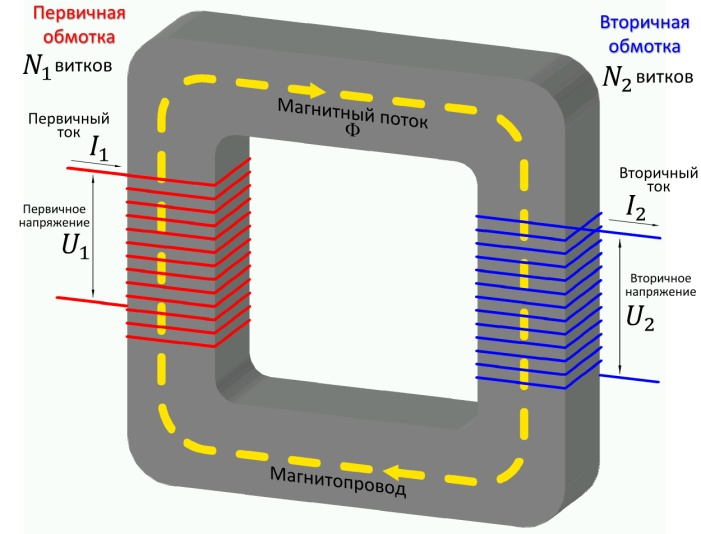 Первичная
обмотка
N₁ витков
Первичный
ток
I₁
Первичное
напряжение
U₁
Магнитный поток
Ф
Вторичная
обмотка
N₂ витков
Вторичный
ток
I₂
Вторичное
напряжение
U₂
Магнитопровод